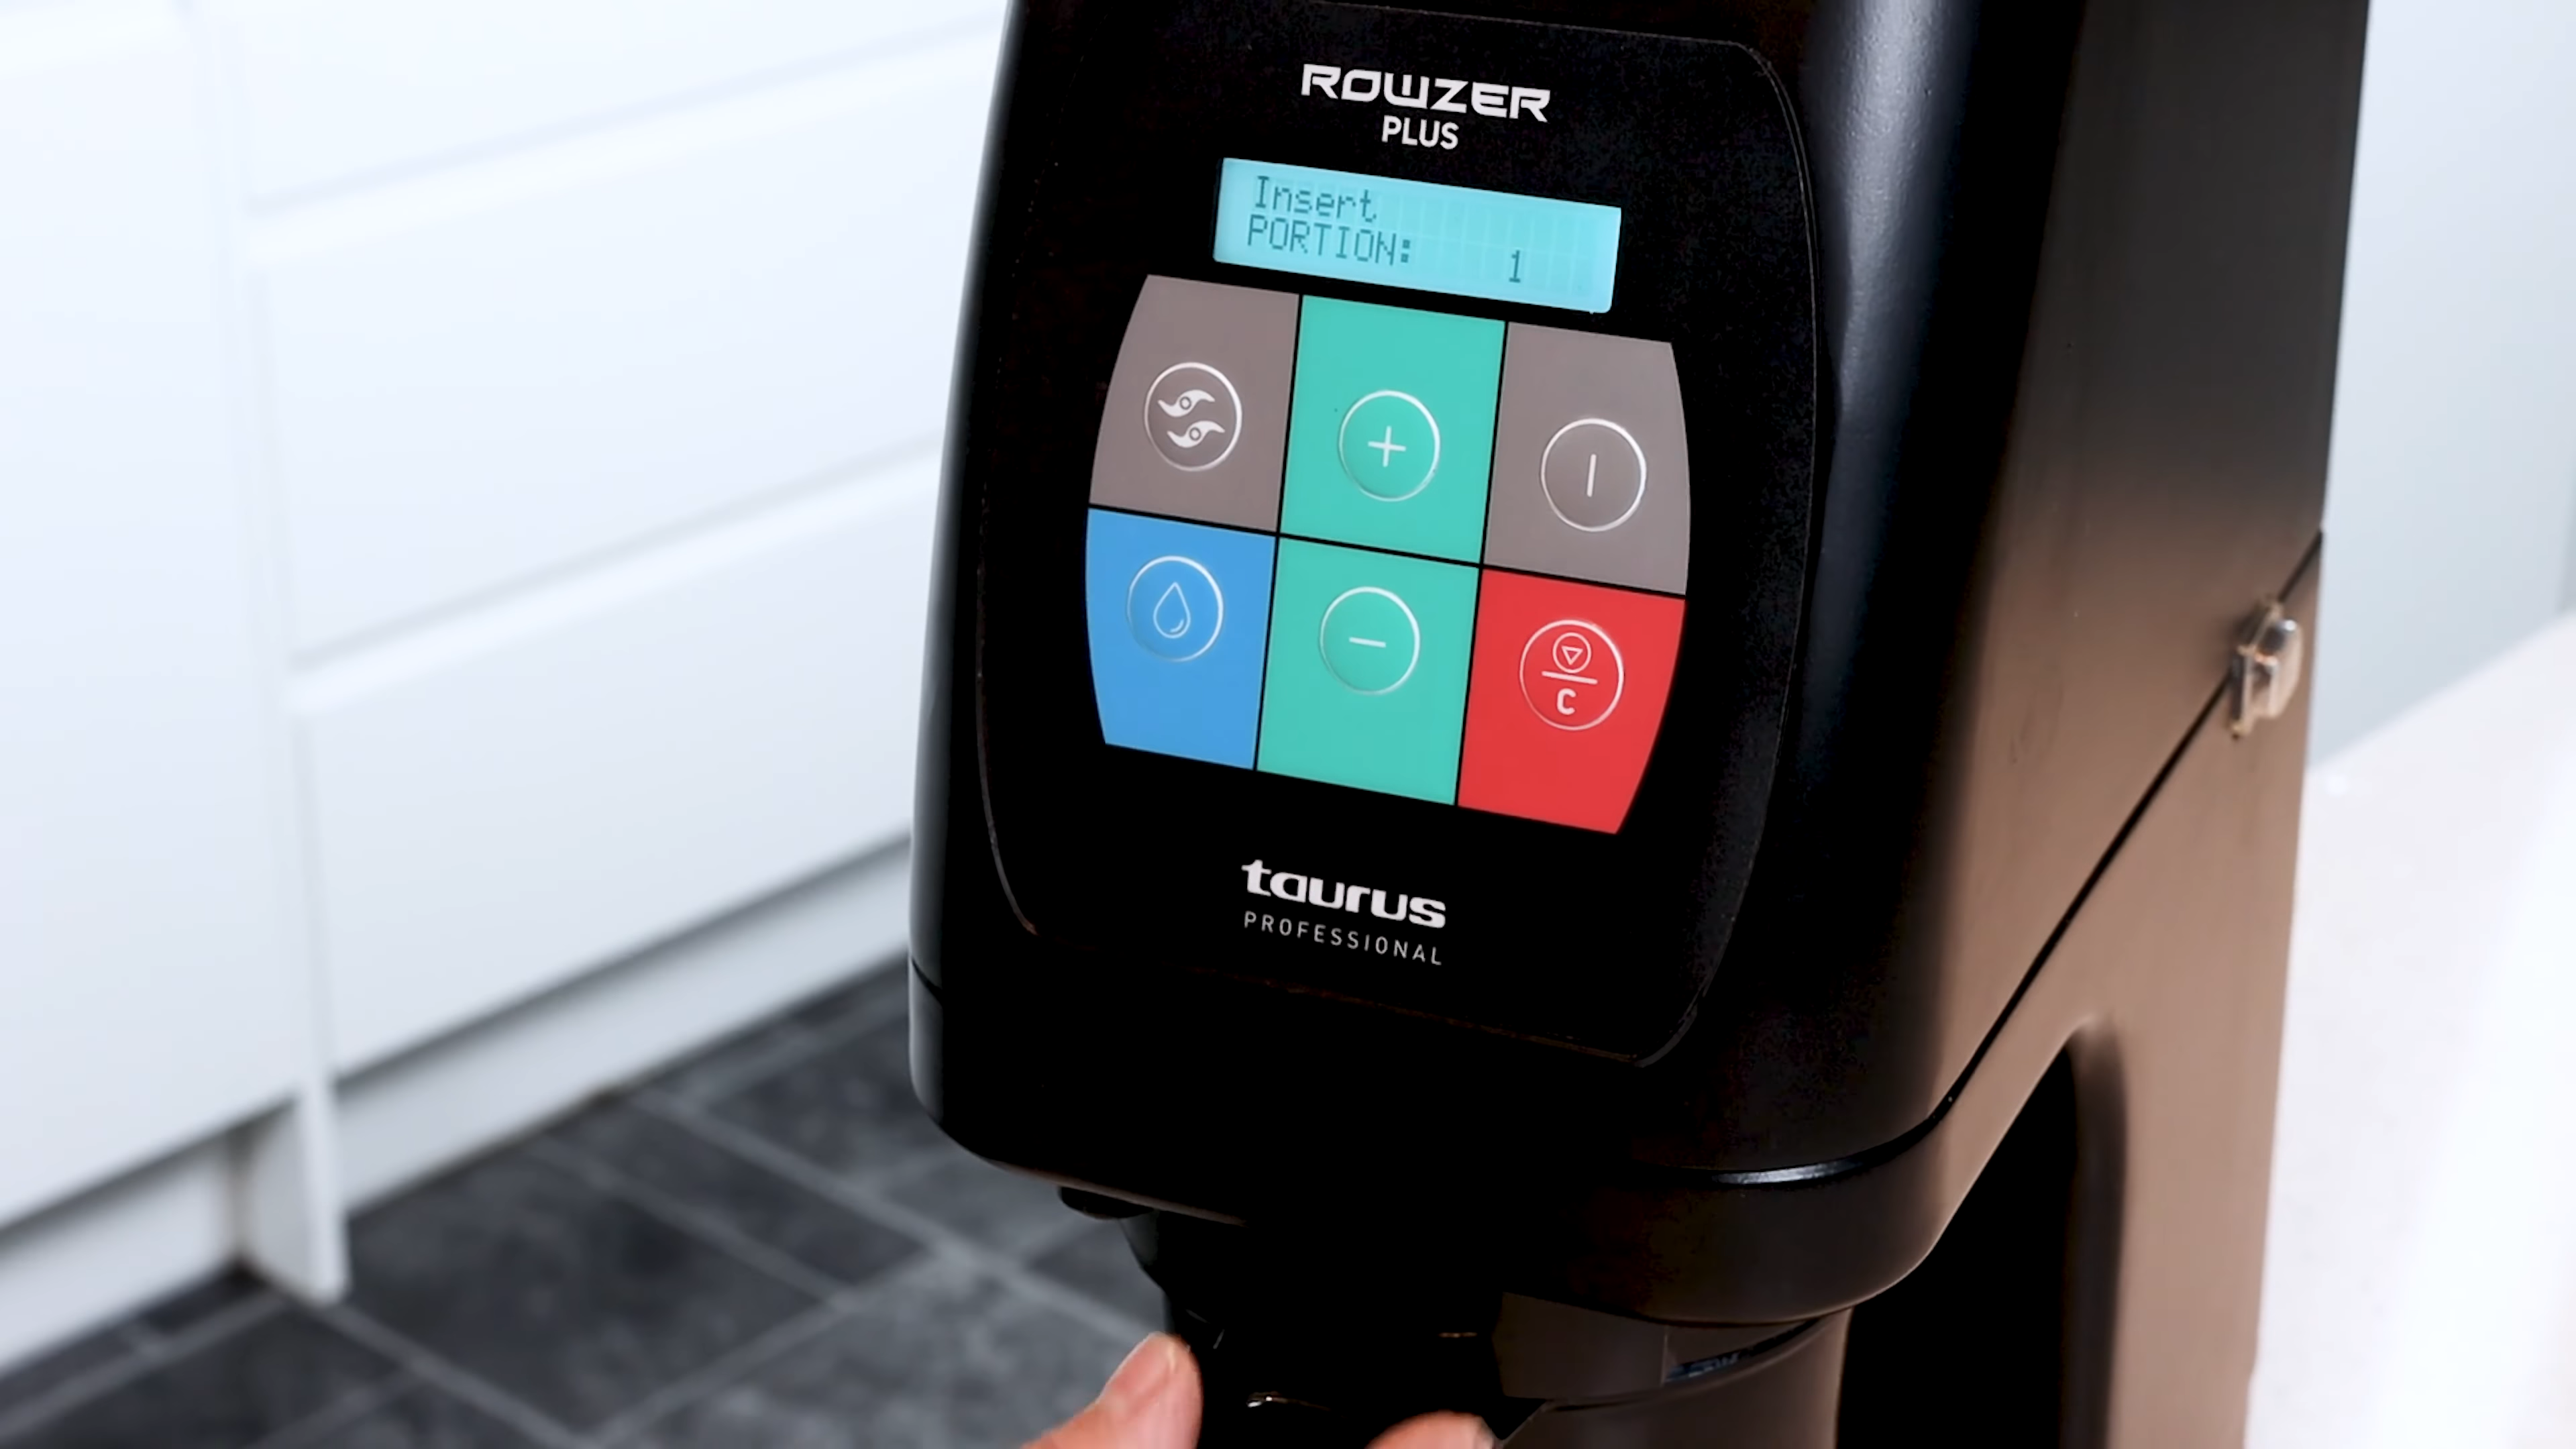 ROWZER
PLUS
Insert
PORTION: 1
C
taurus
PROFESSIONAL